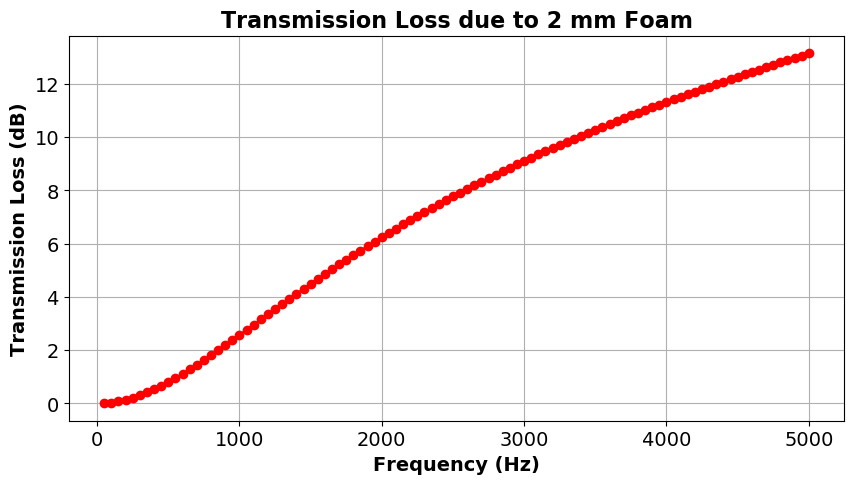 Transmission Loss due to 2 mm Foam
Transmission Loss (dB)
12
10
8
6
4
2
0
0 1000 2000 3000 4000 5000
Frequency (Hz)